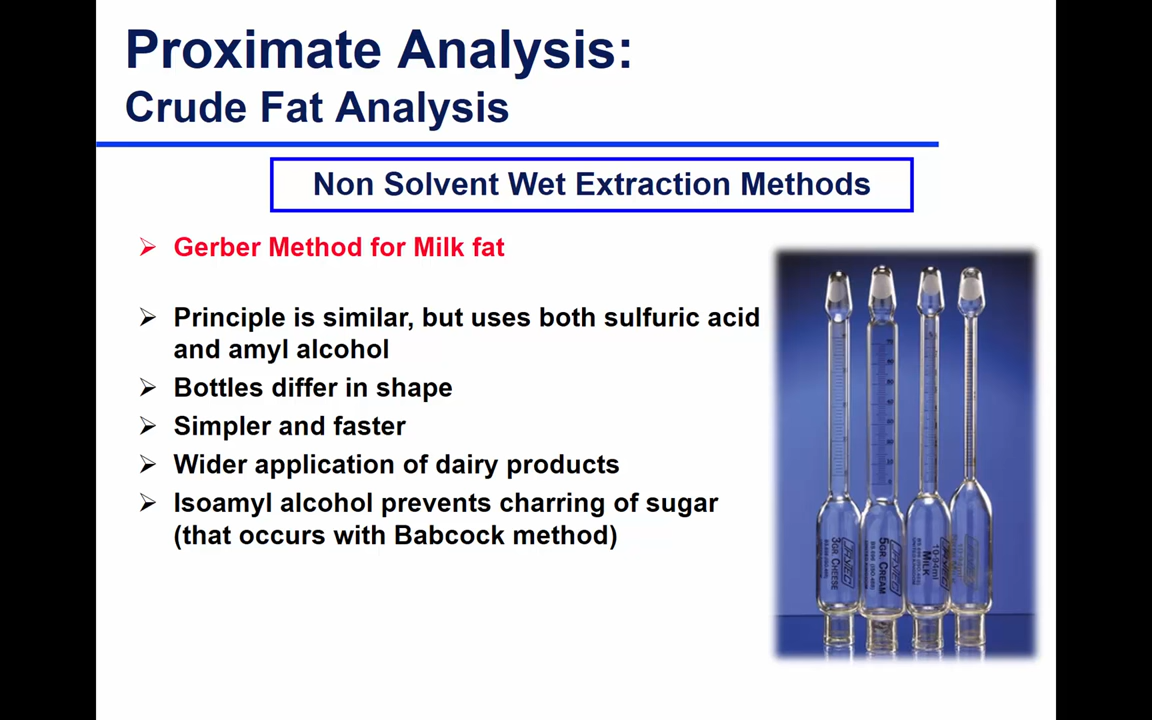 Proximate Analysis:
Crude Fat Analysis
Non Solvent Wet Extraction Methods
➢ Gerber Method for Milk fat
➢ Principle is similar, but uses both sulfuric acid
and amyl alcohol
➢ Bottles differ in shape
➢ Simpler and faster
➢ Wider application of dairy products
➢ Isoamyl alcohol prevents charring of sugar
(that occurs with Babcock method)
3GR. CHEESE
5GR. CREAM
10·94ml
MILK